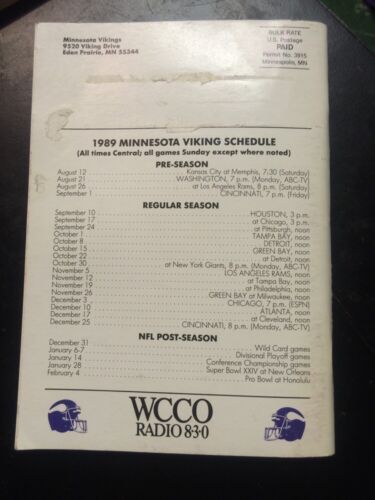 Minnesota Vikings
9520 Viking Drive
Eden Prairie, MN 55344
BULK RATE
U.S. Postage
PAID
Permit No. 3915
Minneapolis, MN
1989 MINNESOTA VIKING SCHEDULE
(All times Central; all games Sunday except where noted)
PRE-SEASON
August 12 Kansas City at Memphis, 7:30 (Saturday)
August 21 WASHINGTON, 7 p.m. (Monday, ABC-TV)
August 26 at Los Angeles Rams, 8 p.m. (Saturday)
September 1 CINCINNATI, 7 p.m. (Friday)
REGULAR SEASON
September 10 HOUSTON, 3 p.m.
September 17 at Chicago, 3 p.m.
September 24 at Pittsburgh, noon
October 1 TAMPA BAY, noon
October 8 DETROIT, noon
October 15 GREEN BAY, noon
October 22 at Detroit, noon
October 30 at New York Giants, 8 p.m. (Monday, ABC-TV)
November 5 LOS ANGELES RAMS, noon
November 12 at Tampa Bay, noon
November 19 at Philadelphia, noon
November 26 GREEN BAY at Milwaukee, noon
December 3 CHICAGO, 7 p.m. (ESPN)
December 10 ATLANTA, noon
December 17 at Cleveland, noon
December 25 CINCINNATI, 8 p.m. (Monday, ABC-TV)
NFL POST-SEASON
December 31 Wild Card games
January 6-7 Divisional Playoff games
January 14 Conference Championship games
January 28 Super Bowl XXIV at New Orleans
February 4 Pro Bowl at Honolulu
WCCO
RADIO 8·3·0